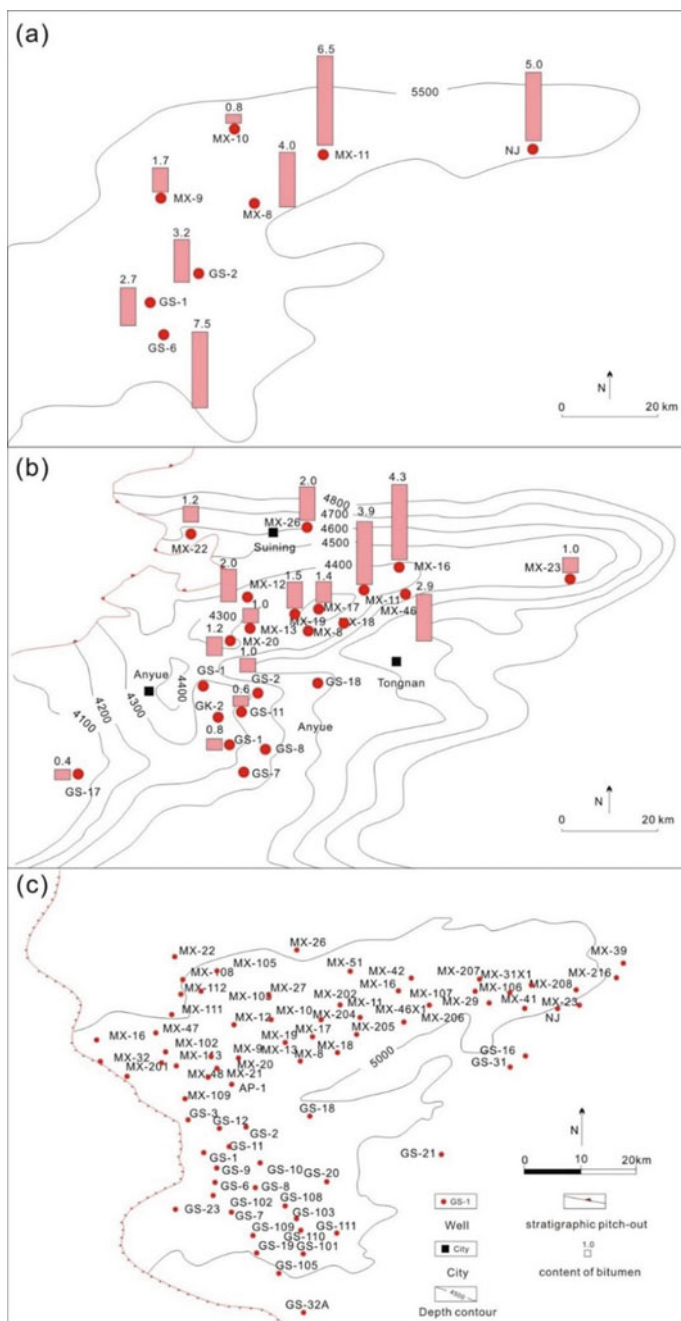 (a)
6.5
5.0
5500
0.8
MX-10
4.0
MX-11
NJ
1.7
MX-9
MX-8
3.2
GS-2
2.7
GS-1
GS-6
7.5
N
0 20 km
(b)
2.0
4.3
1.2
4800
4700
3.9
MX-26
4600
Suining
4500
MX-22
4400
MX-16
1.0
MX-23
2.0
MX-12
1.5
1.4
MX-11
2.9
MX-46
1.0
MX-17
4300
MX-19
MX-18
MX-13
MX-8
1.2
MX-20
1.0
Anyue
GS-1
GS-2
GS-18
Tongnan
4400
0.6
4300
GK-2
GS-11
4200
Anyue
4100
0.8
GS-1
GS-8
0.4
GS-7
GS-17
N
0 20 km
(c)
MX-26
MX-22
MX-105
MX-51
MX-39
MX-108
MX-42
MX-207
MX-31X1
MX-216
MX-112
MX-27
MX-16
MX-106
MX-208
MX-103
MX-202
MX-107
MX-111
MX-10
MX-11
MX-29
MX-41
MX-23
MX-12
MX-204
MX-46X1
NJ
MX-47
MX-206
MX-16
MX-19
MX-17
MX-205
MX-102
MX-9
MX-13
MX-18
MX-32
MX-113
MX-20
MX-8
5000
GS-16
MX-201
MX-48
MX-21
GS-31
AP-1
MX-109
GS-3
GS-18
GS-12
GS-2
N
GS-11
GS-1
GS-21
GS-9
GS-10
GS-20
0 10 20km
GS-6
GS-8
GS-102
GS-108
GS-1
GS-23
GS-7
GS-103
Well
stratigraphic pitch-out
GS-109
GS-111
GS-110
City
1.0
GS-19
GS-101
City
content of bitumen
GS-105
4500
Depth contour
GS-32A